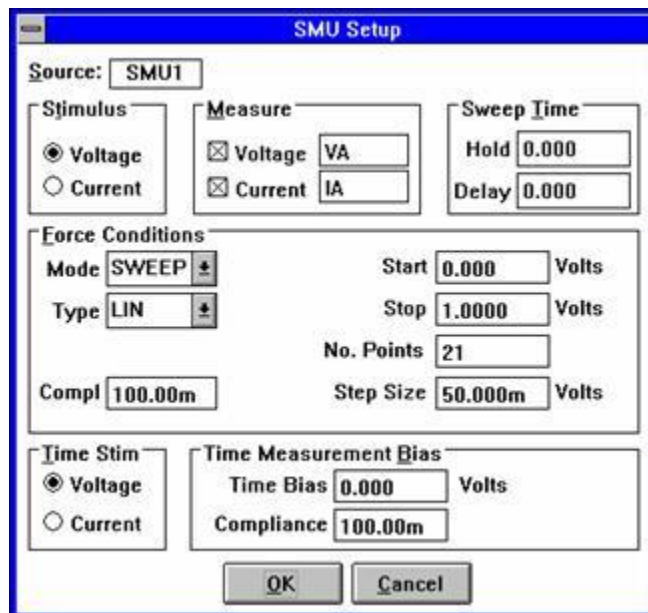 SMU Setup
Source: SMU1
Stimulus
Voltage
Current
Measure
Voltage VA
Current IA
Sweep Time
Hold 0.000
Delay 0.000
Force Conditions
Mode SWEEP
Type LIN
Compl 100.00m
Start 0.000 Volts
Stop 1.0000 Volts
No. Points 21
Step Size 50.000m Volts
Time Stim
Voltage
Current
Time Measurement Bias
Time Bias 0.000 Volts
Compliance 100.00m
OK Cancel